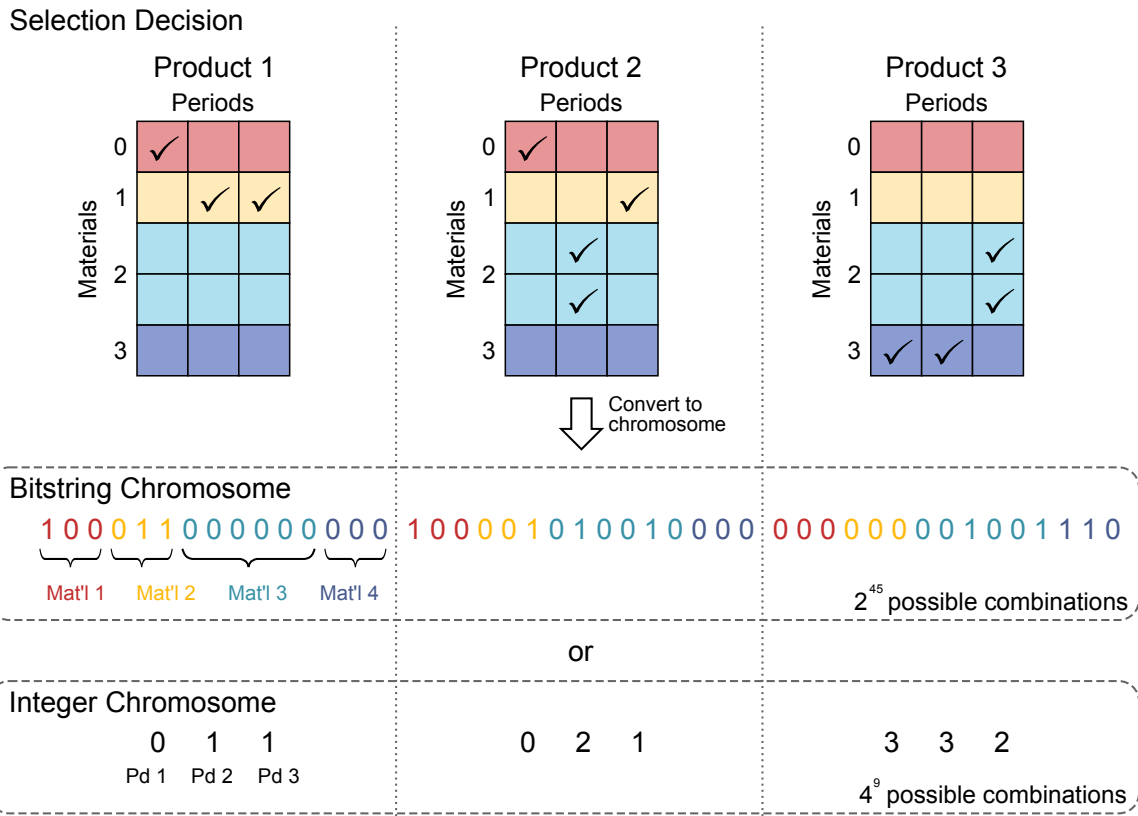 Selection Decision
Product 1
Periods
Materials
0
1
2
3
Product 2
Periods
Materials
0
1
2
3
Product 3
Periods
Materials
0
1
2
3
Convert to
chromosome
Bitstring Chromosome
1 0 0 0 1 1 0 0 0 0 0 0 0 0 0
1 0 0 0 0 1 0 1 0 0 1 0 0 0 0
0 0 0 0 0 0 0 0 1 0 0 1 1 1 0
Mat'l 1 Mat'l 2 Mat'l 3 Mat'l 4
2^45 possible combinations
or
Integer Chromosome
0 1 1
Pd 1 Pd 2 Pd 3
0 2 1
3 3 2
4^9 possible combinations